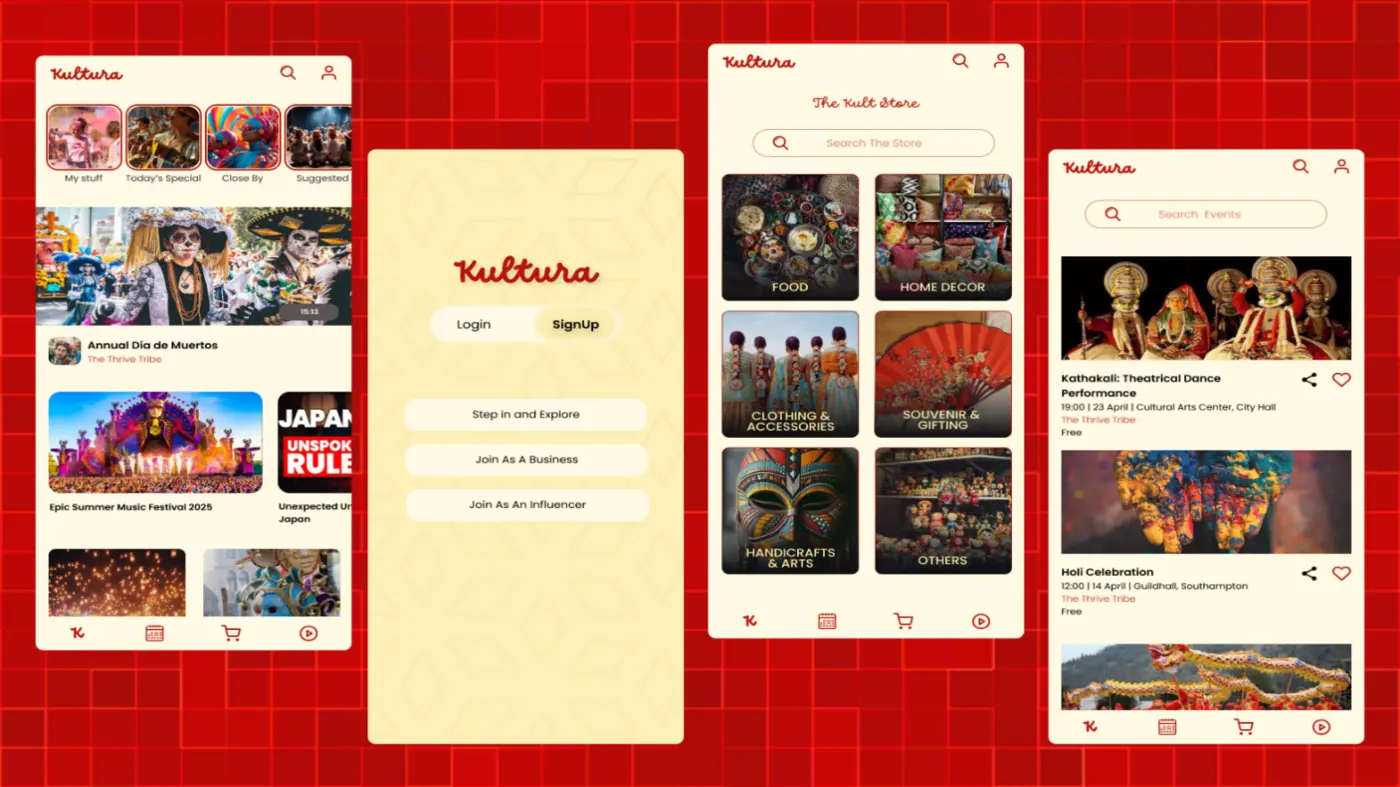 Kultura
My stuff
Today's Special
Close By
Suggested
15:13
Annual Día de Muertos
The Thrive Tribe
JAPAN
UNSPOK
RULE
Epic Summer Music Festival 2025
Unexpected Un
Japan
K
Kultura
Login
SignUp
Step in and Explore
Join As A Business
Join As An Influencer
Kultura
The Kult Store
Search The Store
FOOD
HOME DECOR
CLOTHING &
ACCESSORIES
SOUVENIR &
GIFTING
HANDICRAFTS
& ARTS
OTHERS
K
Kultura
Search Events
Kathakali: Theatrical Dance
Performance
19:00 | 23 April | Cultural Arts Center, City Hall
The Thrive Tribe
Free
Holi Celebration
12:00 | 14 April | Guildhall, Southampton
The Thrive Tribe
Free
K